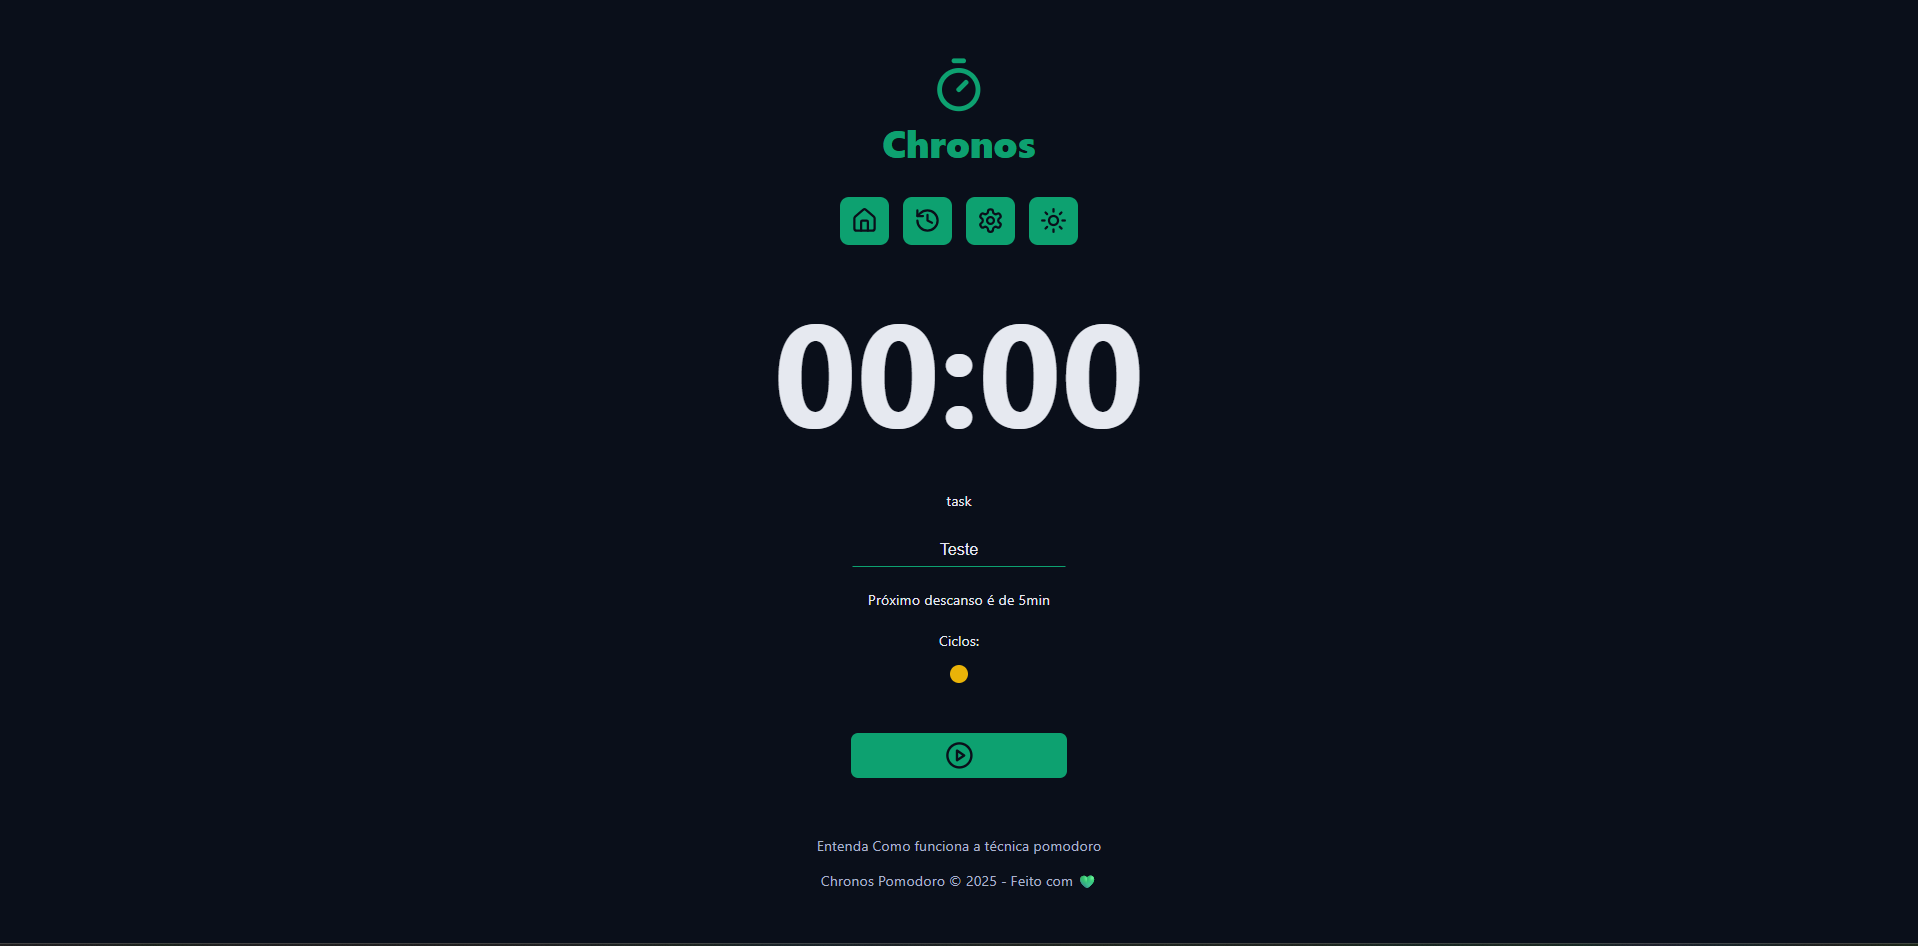 Chronos
00:00
task
Teste
Próximo descanso é de 5min
Ciclos:
Entenda Como funciona a técnica pomodoro
Chronos Pomodoro © 2025 - Feito com 💚